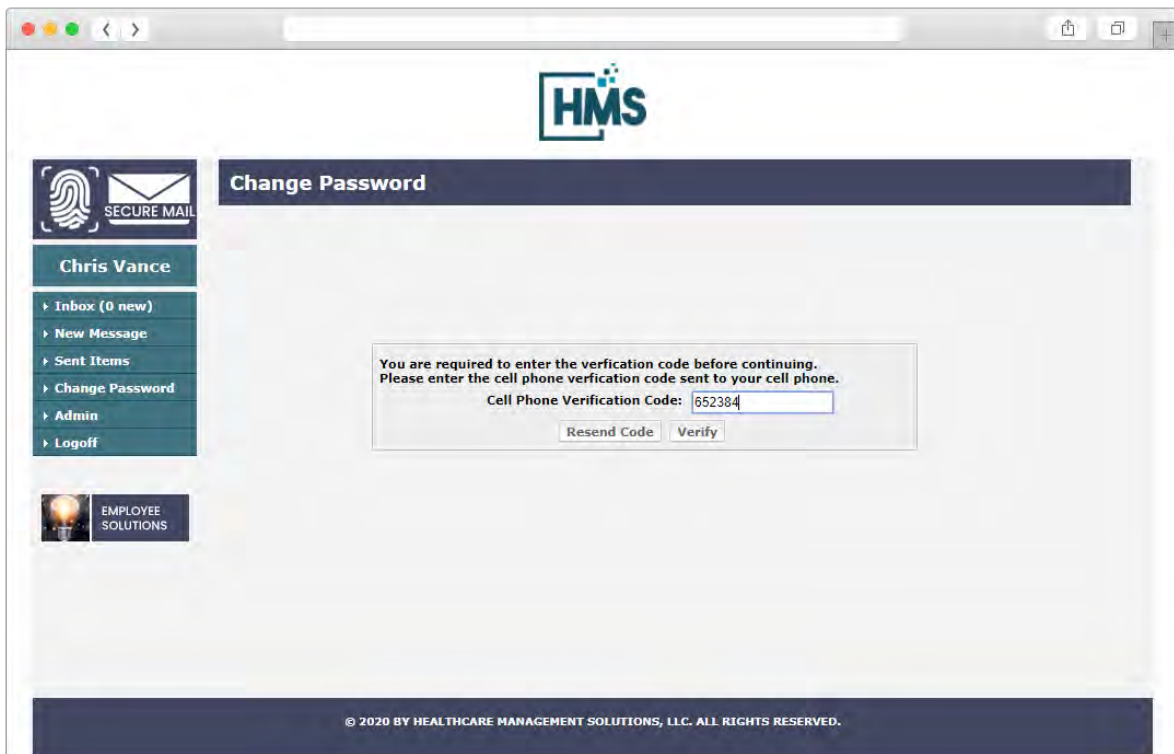 HMS
SECURE MAIL
Change Password
Chris Vance
Inbox (0 new)
New Message
Sent Items
Change Password
Admin
Logoff
You are required to enter the verfication code before continuing.
Please enter the cell phone verfication code sent to your cell phone.
Cell Phone Verification Code: 652384
Resend Code Verify
EMPLOYEE
SOLUTIONS
© 2020 BY HEALTHCARE MANAGEMENT SOLUTIONS, LLC. ALL RIGHTS RESERVED.